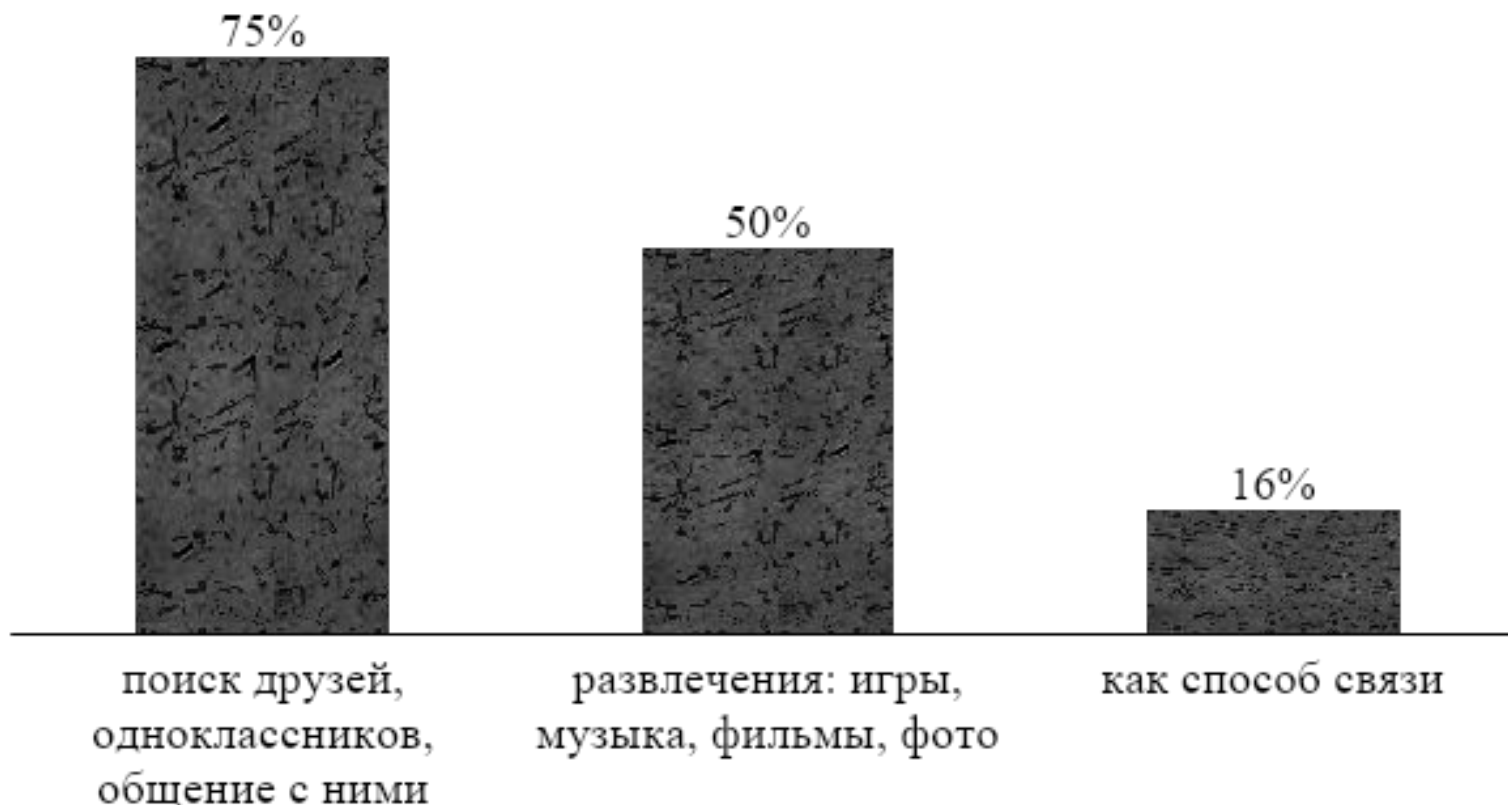 75%
50%
16%
поиск друзей,
одноклассников,
общение с ними
развлечения: игры,
музыка, фильмы, фото
как способ связи